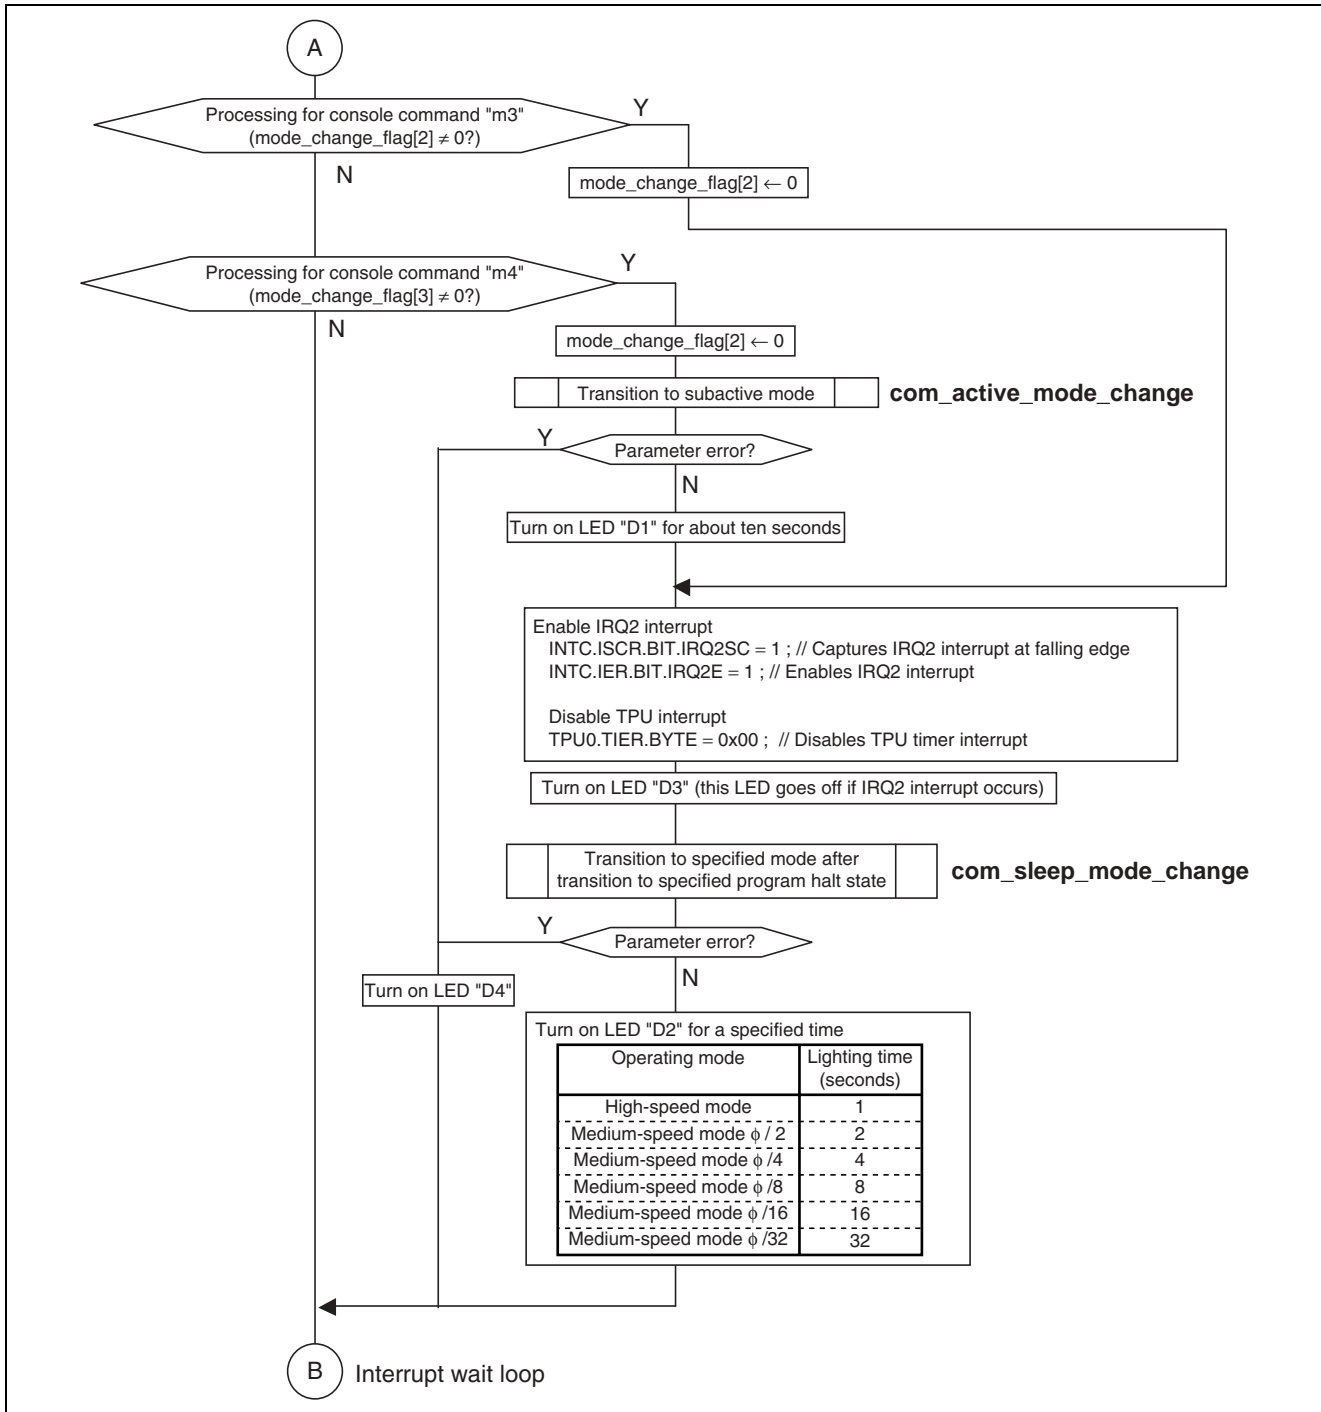 A
Processing for console command "m3"
(mode_change_flag[2] ≠ 0?)
Y
N
mode_change_flag[2] ← 0
Processing for console command "m4"
(mode_change_flag[3] ≠ 0?)
Y
N
mode_change_flag[2] ← 0
Transition to subactive mode
com_active_mode_change
Y
Parameter error?
N
Turn on LED "D1" for about ten seconds
Enable IRQ2 interrupt
INTC.ISCR.BIT.IRQ2SC = 1 ; // Captures IRQ2 interrupt at falling edge
INTC.IER.BIT.IRQ2E = 1 ; // Enables IRQ2 interrupt
Disable TPU interrupt
TPU0.TIER.BYTE = 0x00 ;  // Disables TPU timer interrupt
Turn on LED "D3" (this LED goes off if IRQ2 interrupt occurs)
Transition to specified mode after
transition to specified program halt state
com_sleep_mode_change
Y
Parameter error?
N
Turn on LED "D4"
Turn on LED "D2" for a specified time
Operating mode Lighting time
(seconds)
High-speed mode 1
Medium-speed mode ϕ / 2 2
Medium-speed mode ϕ /4 4
Medium-speed mode ϕ /8 8
Medium-speed mode ϕ /16 16
Medium-speed mode ϕ /32 32
B Interrupt wait loop